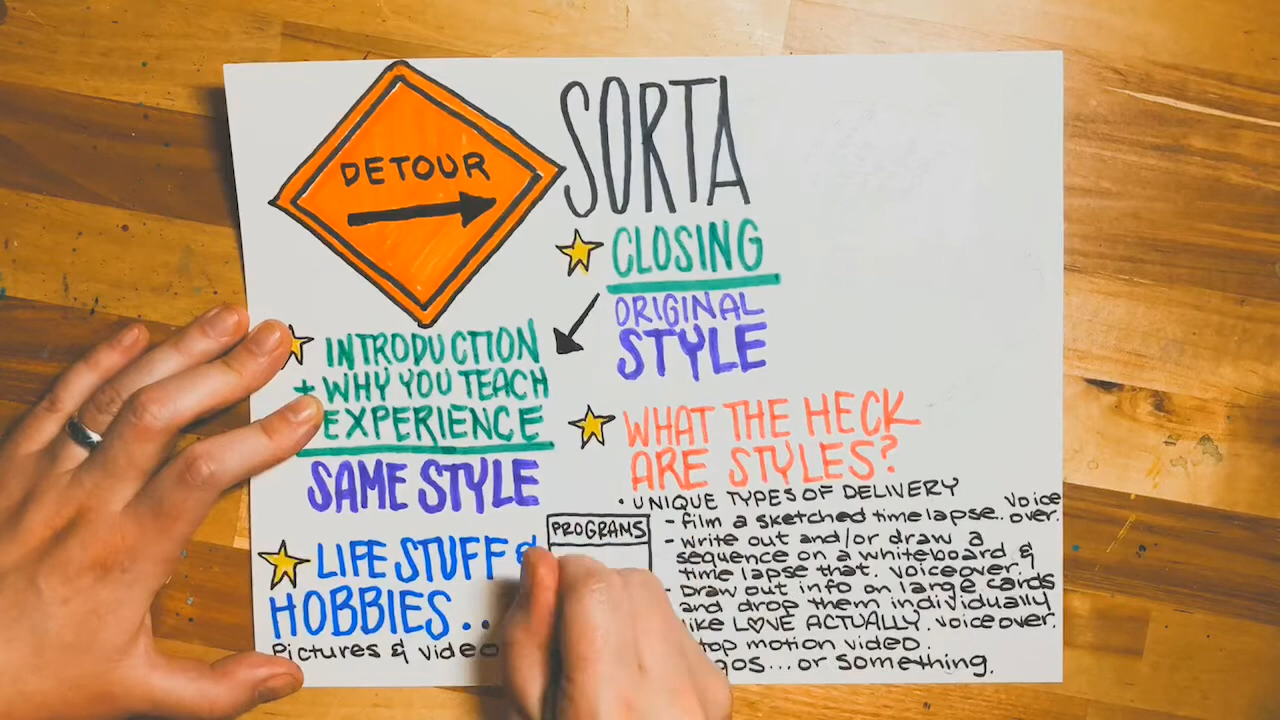 DETOUR
SORTA
CLOSING
ORIGINAL
STYLE
INTRODUCTION
+ WHY YOU TEACH
EXPERIENCE
SAME STYLE
LIFE STUFF &
HOBBIES...
Pictures & video
WHAT THE HECK
ARE STYLES?
• UNIQUE TYPES OF DELIVERY
- film a sketched time lapse.. voice over.
- write out and/or draw a
sequence on a whiteboard &
time lapse that. voiceover.
- Draw out info on large cards
and drop them individually
like LOVE ACTUALLY. voiceover.
top motion video.
gos...or something.
PROGRAMS